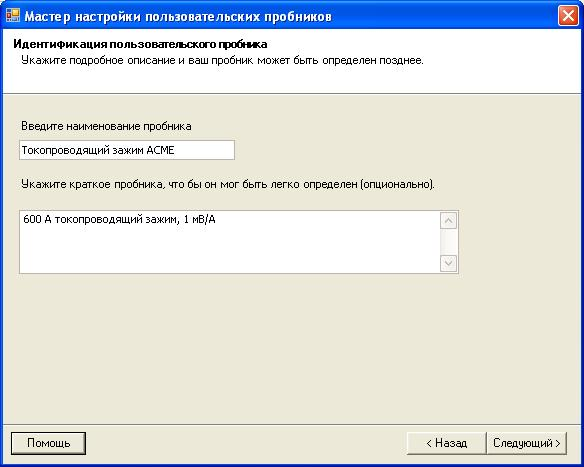 Мастер настройки пользовательских пробников
Идентификация пользовательского пробника
Укажите подробное описание и ваш пробник может быть определен позднее.
Введите наименование пробника
Токопроводящий зажим ACME
Укажите краткое пробника, что бы он мог быть легко определен (опционально).
600 А токопроводящий зажим, 1 мВ/А
Помощь
< Назад
Следующий >